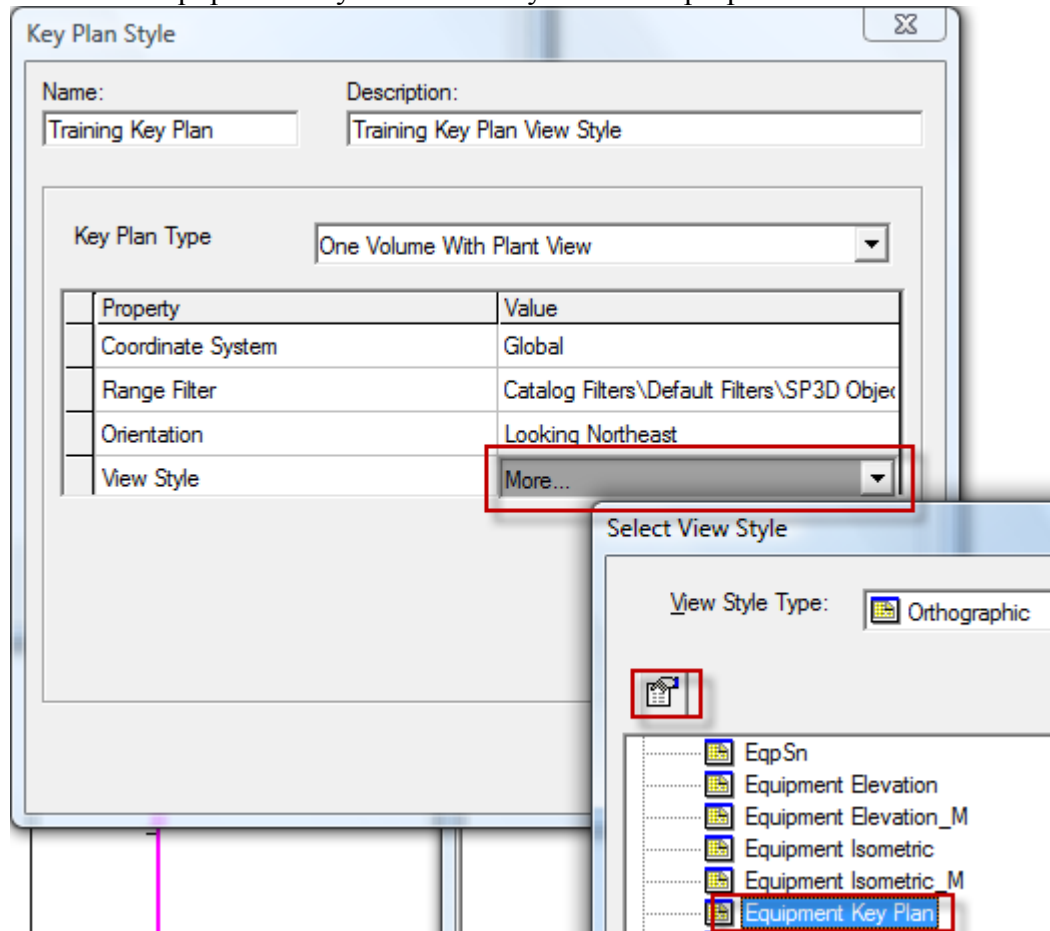 Key Plan Style
Name:
Description:
Training Key Plan
Training Key Plan View Style
Key Plan Type
One Volume With Plant View
Property
Value
Coordinate System
Global
Range Filter
Catalog Filters\Default Filters\SP3D Objec
Orientation
Looking Northeast
View Style
More...
Select View Style
View Style Type:
Orthographic
EqpSn
Equipment Elevation
Equipment Elevation_M
Equipment Isometric
Equipment Isometric_M
Equipment Key Plan